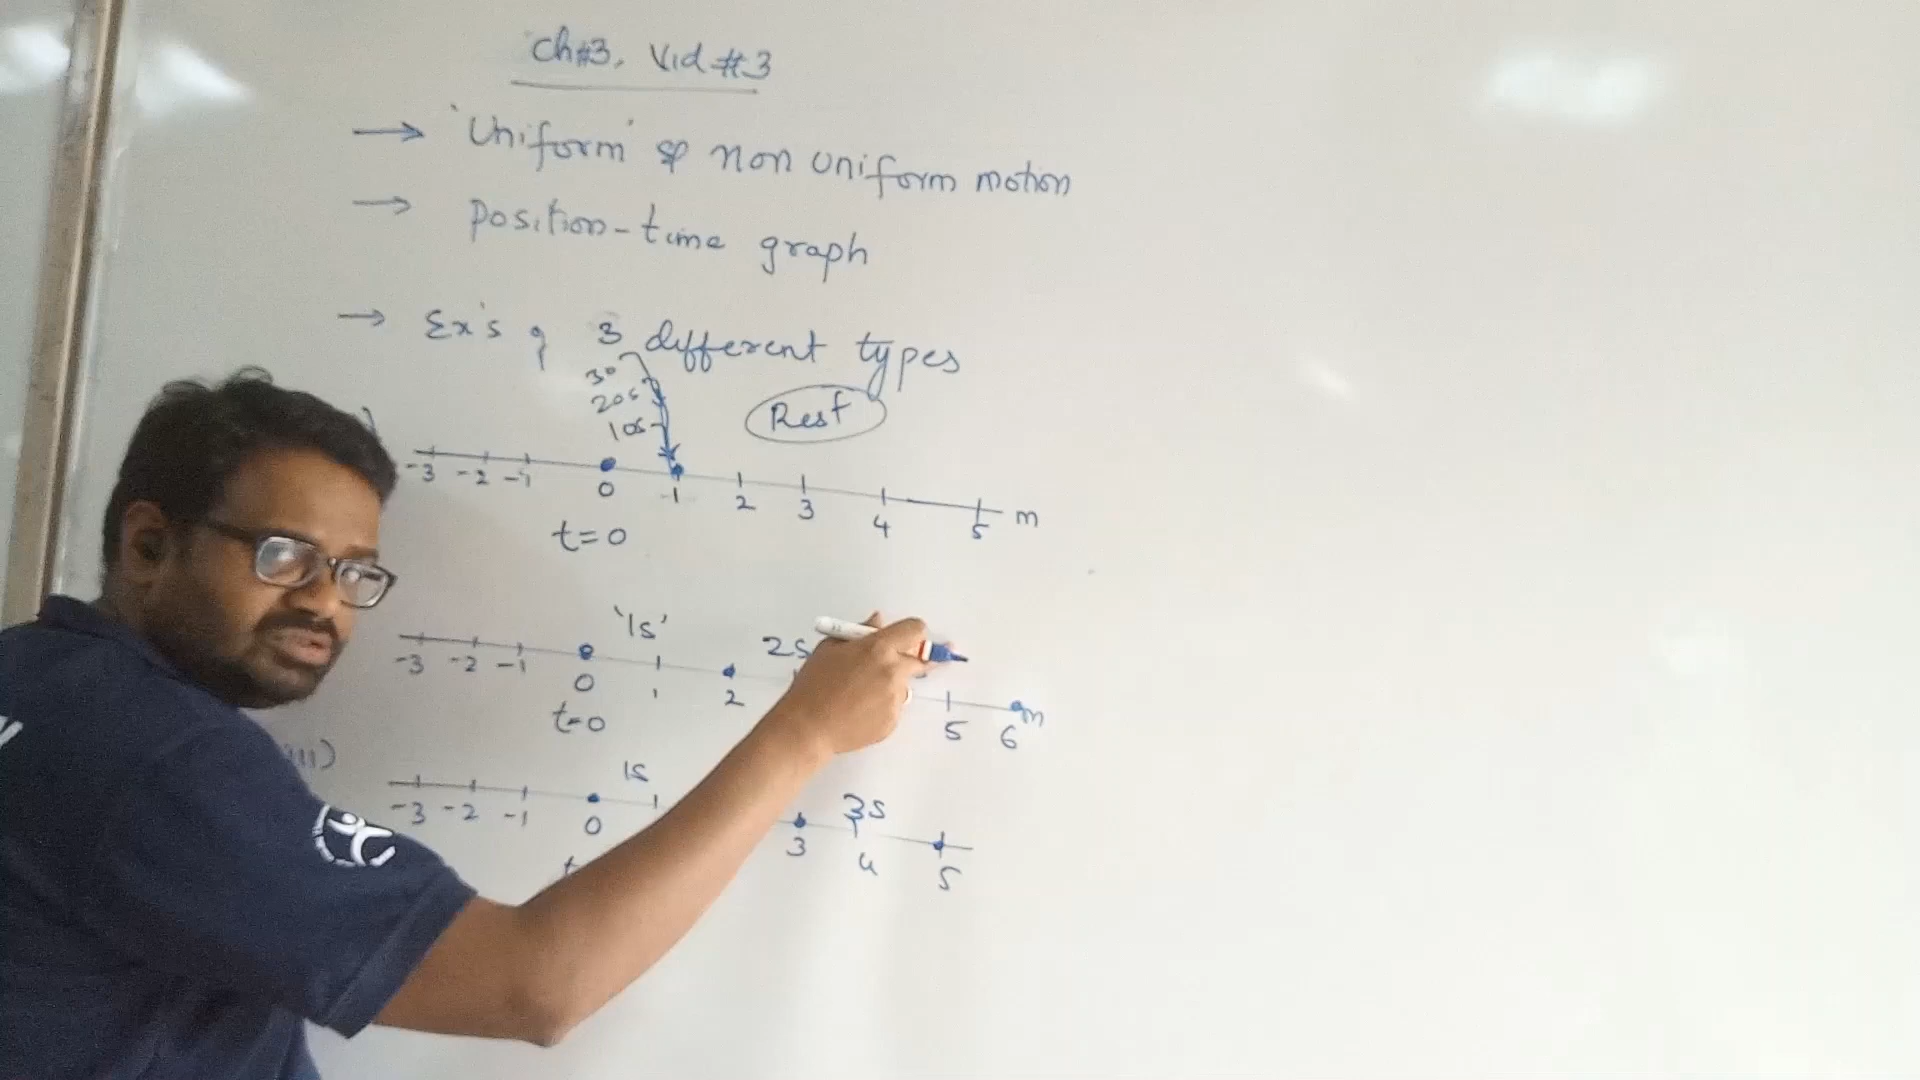 Ch#3, Vid #3
→ 'Uniform' & non uniform motion
→ Position-time graph
→ Ex's of 3 different types
30
20s
10s
Rest
-3 -2 -1 0 1 2 3 4 5 m
t=0
'1s' 2s
-3 -2 -1 0 1 2 5 6 m
t=0
iii)
1s 3s
-3 -2 -1 0 3 4 5
t